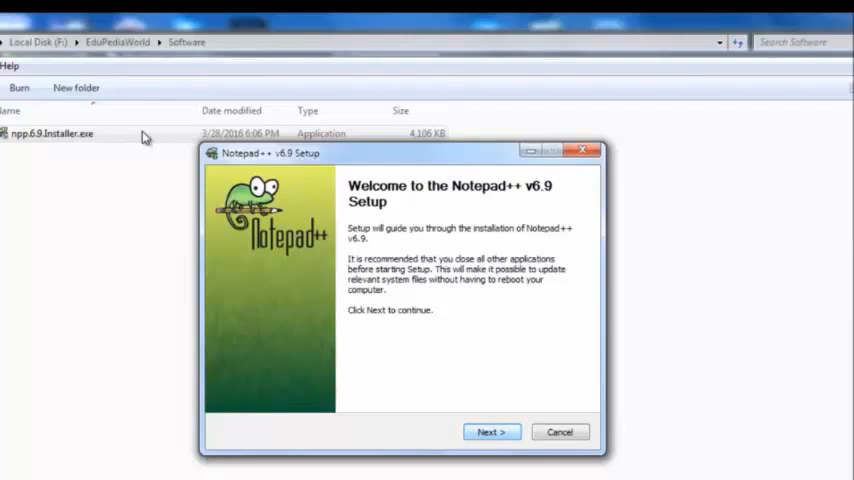 Local Disk (F:) EduPediaWorld Software Search Software
Help
Burn New folder
Date modified Type Size
npp.6.9.Installer.exe 3/28/2016 6:06 PM Application 4,106 KB
Notepad++ v6.9 Setup
Notepad++
Welcome to the Notepad++ v6.9
Setup
Setup will guide you through the installation of Notepad++
v6.9.
It is recommended that you close all other applications
before starting Setup. This will make it possible to update
relevant system files without having to reboot your
computer.
Click Next to continue.
Next > Cancel